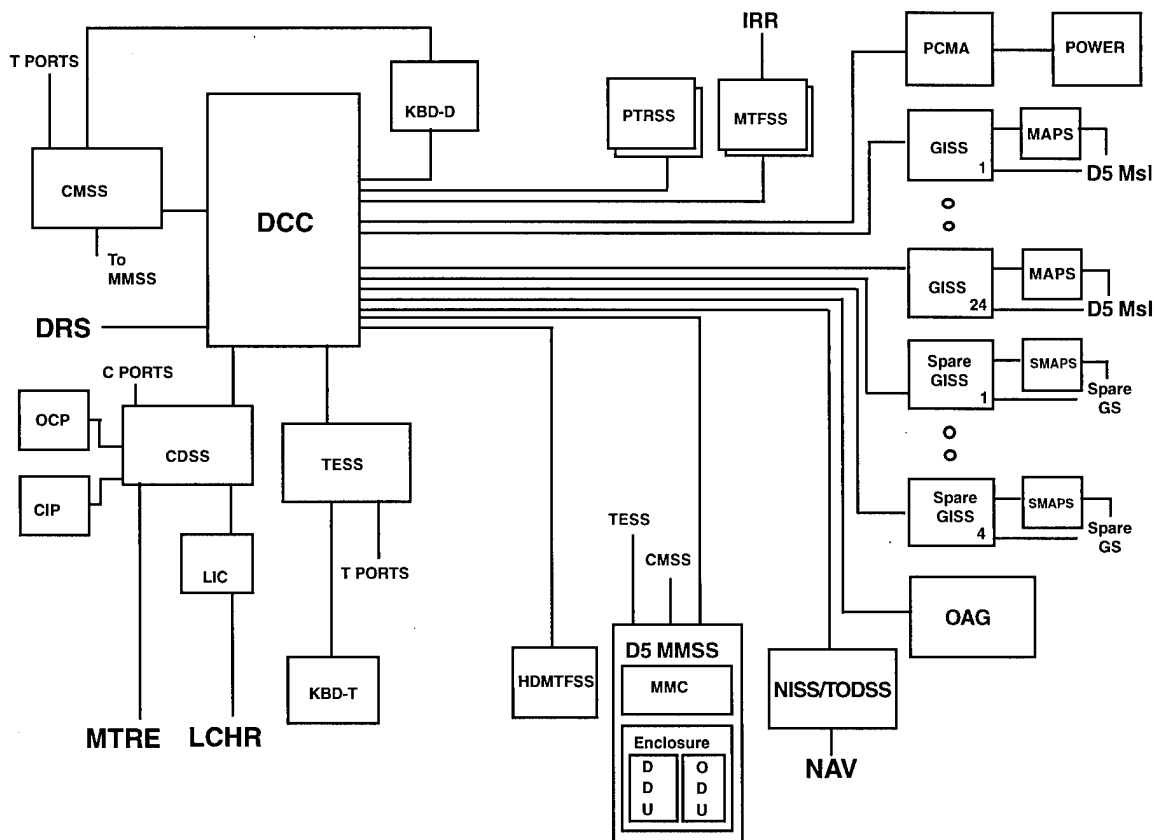 IRR
T PORTS
KBD-D
PTRSS
MTFSS
PCMA
POWER
CMSS
DCC
GISS
1
MAPS
D5 Msl
To
MMSS
GISS
24
MAPS
D5 Msl
DRS
C PORTS
OCP
CDSS
CIP
TESS
Spare
GISS
1
SMAPS
Spare
GS
Spare
GISS
4
SMAPS
Spare
GS
LIC
T PORTS
TESS
CMSS
OAG
KBD-T
HDMTFSS
D5 MMSS
MMC
Enclosure
D
D
U
O
D
U
NISS/TODSS
NAV
MTRE
LCHR